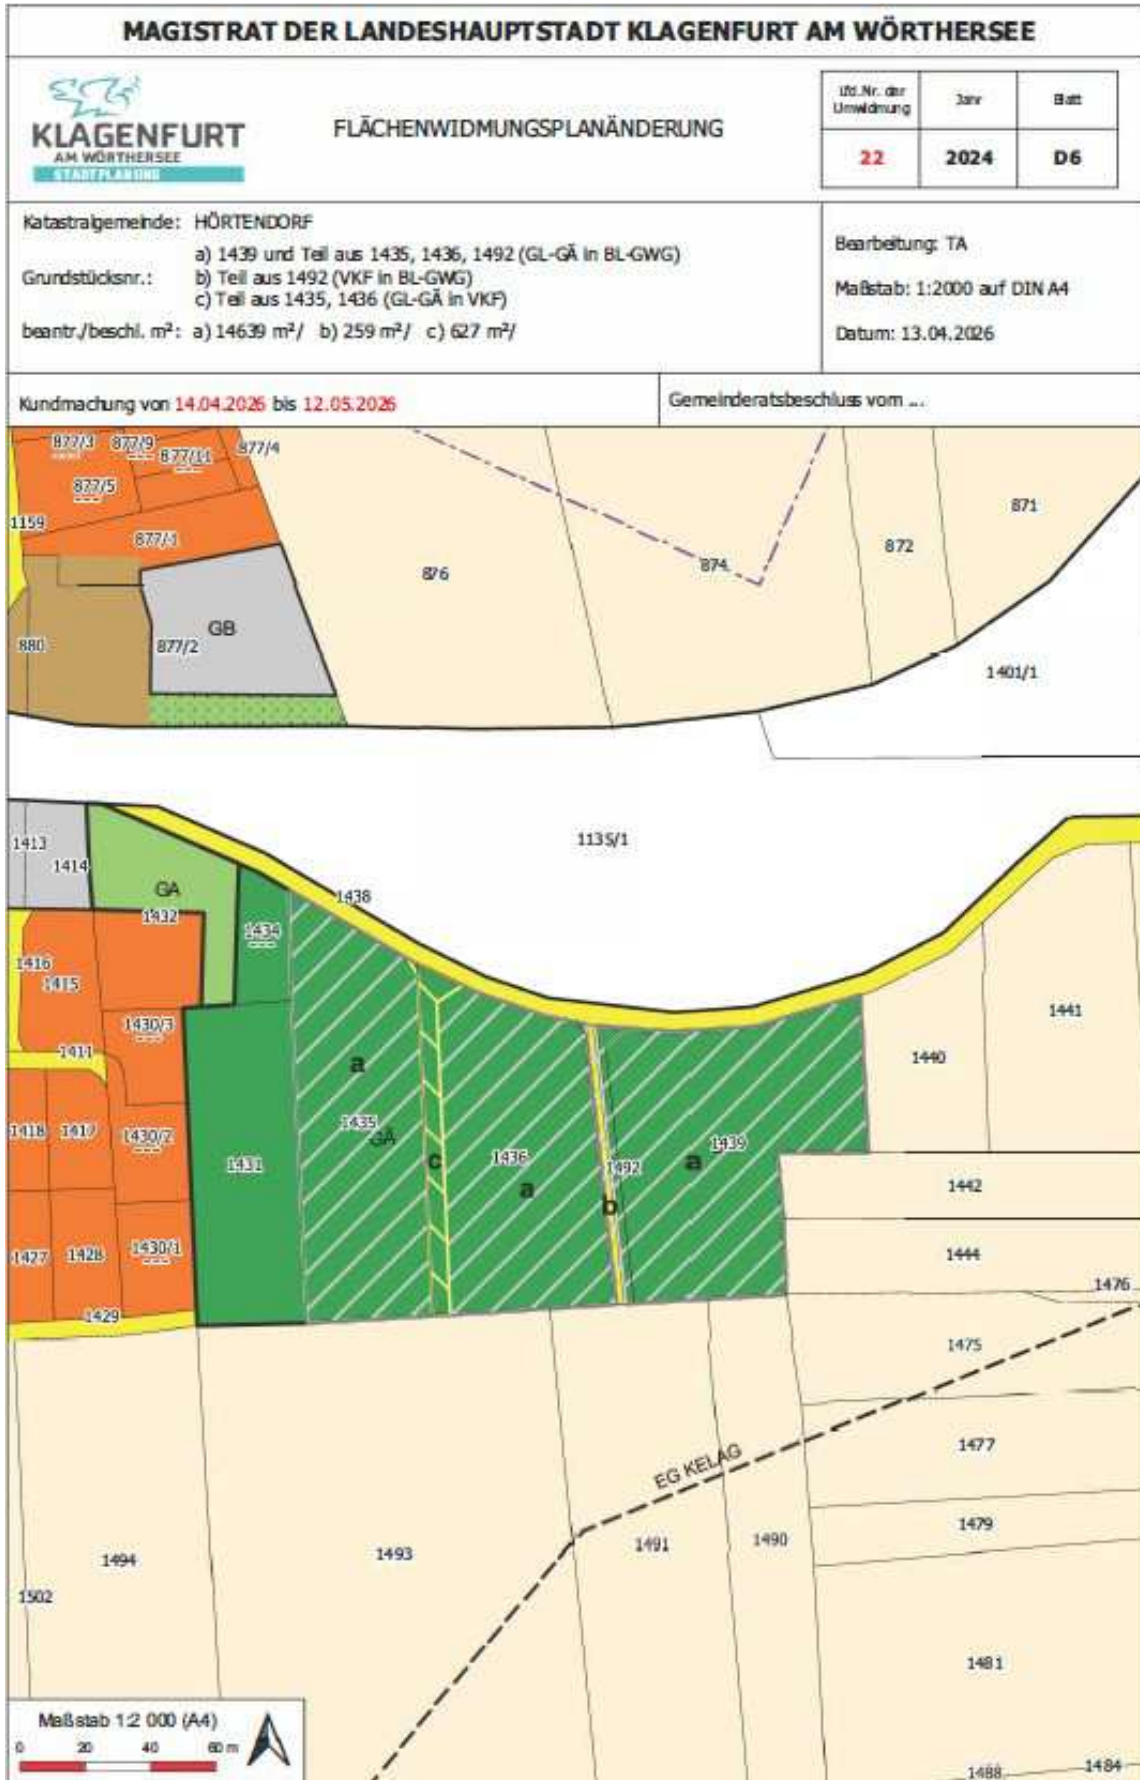 MAGISTRAT DER LANDESHAUPTSTADT KLAGENFURT AM WÖRTHERSEE
KLAGENFURT
AM WÖRTHERSEE
STADTPLANUNG
FLÄCHENWIDMUNGSPLANÄNDERUNG
Lfd.Nr. der Umwidmung
Jahr
Blatt
22
2024
D6
Katastralgemeinde: HÖRTENDORF
Grundstücksnr.:
a) 1439 und Teil aus 1435, 1436, 1492 (GL-GÄ in BL-GWG)
b) Teil aus 1492 (VKF in BL-GWG)
c) Teil aus 1435, 1436 (GL-GÄ in VKF)
beantr./beschl. m²: a) 14639 m²/ b) 259 m²/ c) 627 m²/
Bearbeitung: TA
Maßstab: 1:2000 auf DIN A4
Datum: 13.04.2026
Kundmachung von 14.04.2026 bis 12.05.2026
Gemeinderatsbeschluss vom ...
877/3
877/9
877/11
877/4
877/5
1159
877/1
876
874
872
871
GB
877/2
880
1401/1
1135/1
1413
1414
GA
1432
1438
1434
1416
1415
1430/3
1411
1440
1441
a
1435
GÄ
c
1436
a
1492
b
a
1439
1418
1417
1430/2
1431
1442
1427
1428
1430/1
1444
1429
1476
1475
EG KELAG
1477
1479
1494
1493
1491
1490
1502
1481
1488
1484
Maßstab 1:2 000 (A4)
0 20 40 60 m